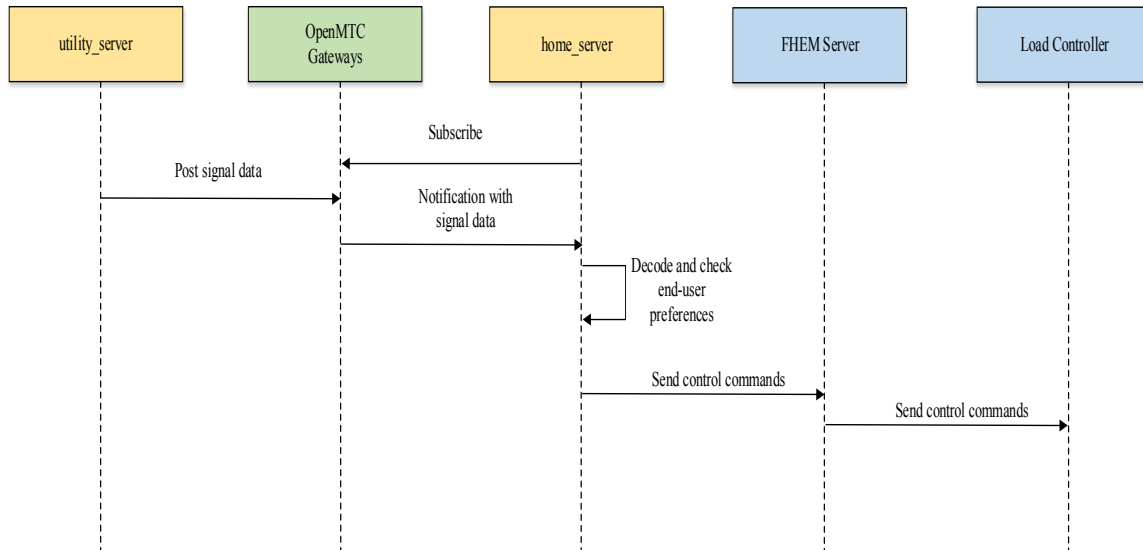 utility_server
OpenMTC
Gateways
home_server
FHEM Server
Load Controller
Subscribe
Post signal data
Notification with
signal data
Decode and check
end-user
preferences
Send control commands
Send control commands